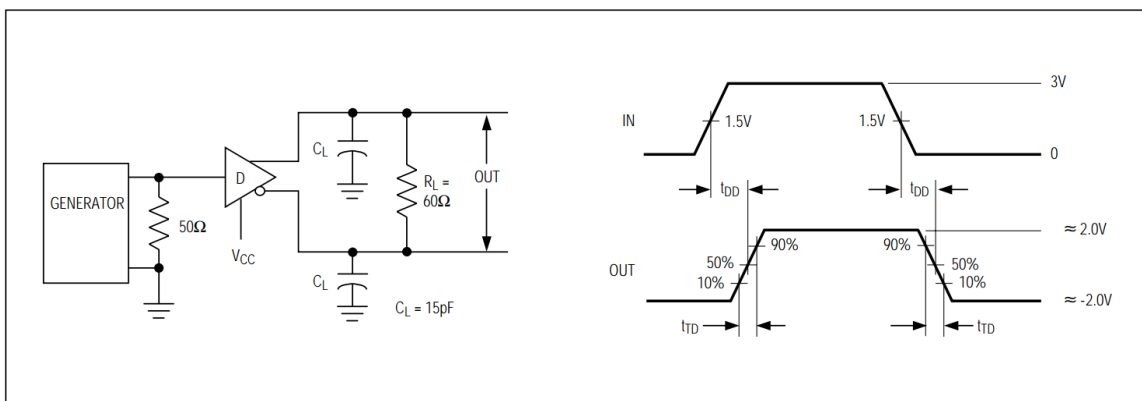 GENERATOR
50Ω
D
VCC
CL
CL
CL = 15pF
RL =
60Ω
OUT
IN
3V
1.5V
1.5V
0
tDD
tDD
OUT
≈ 2.0V
90%
90%
50%
50%
10%
10%
≈ -2.0V
tTD
tTD